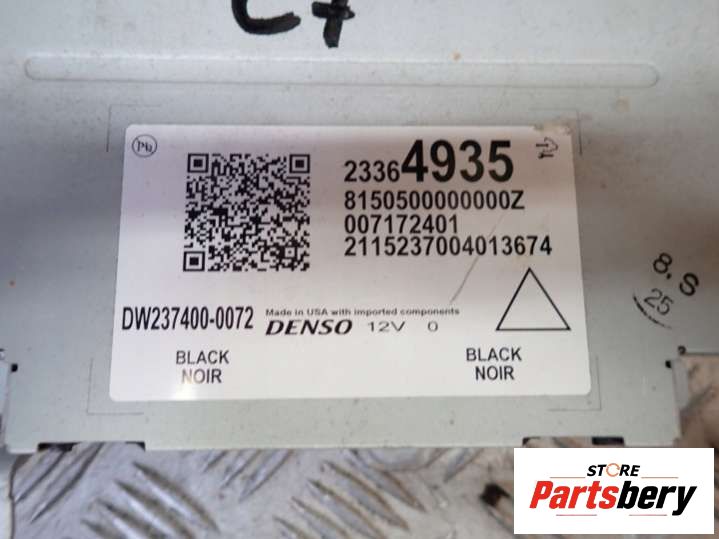 C7
23364935
8150500000000Z
007172401
2115237004013674
DW237400-0072
Made in USA with imported components
DENSO 12V 0
BLACK
NOIR
BLACK
NOIR
8.S
25
STORE
Partsbery